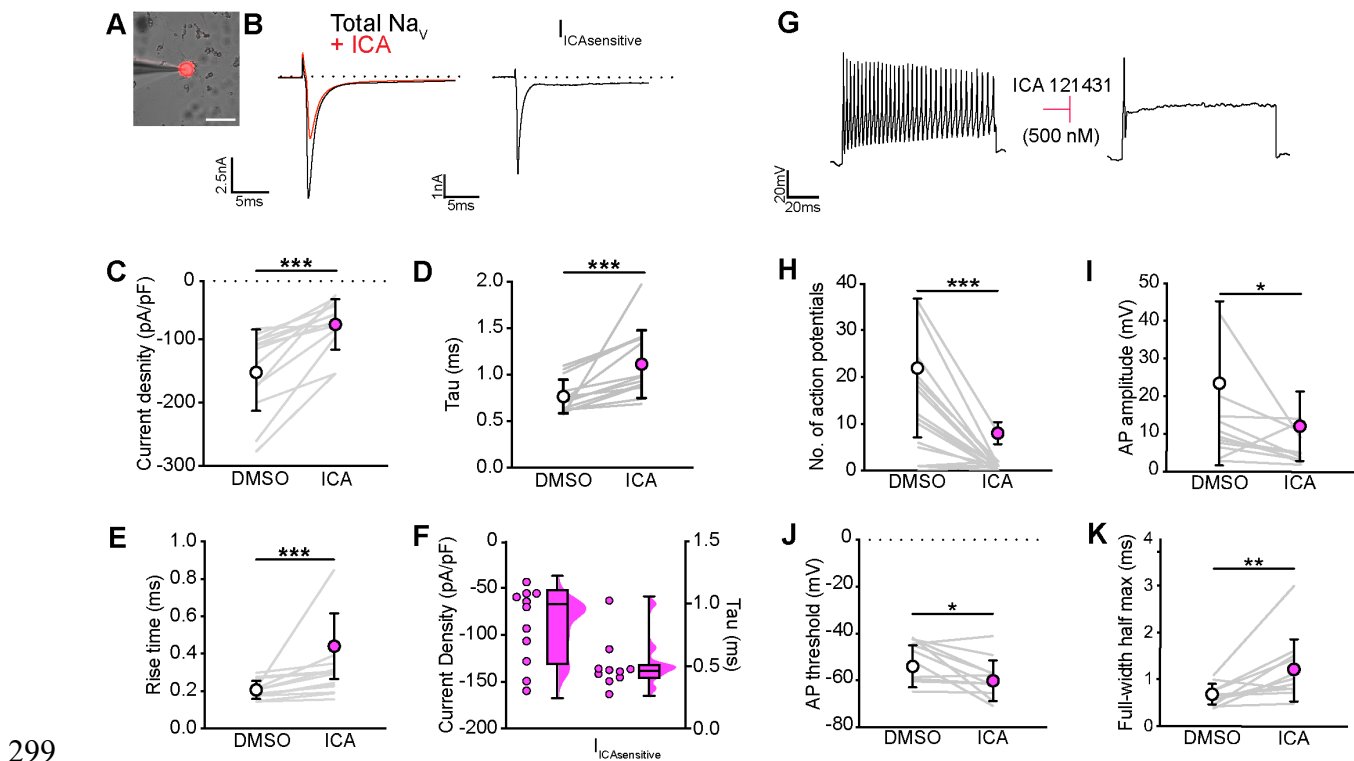 A
B
Total NaV
+ ICA
IICAsensitive
2.5nA
5ms
1nA
5ms
G
ICA 121431
(500 nM)
20mV
20ms
C
***
0
-100
-200
-300
Current desnity (pA/pF)
DMSO
ICA
D
***
2.0
1.5
1.0
0.5
0.0
Tau (ms)
DMSO
ICA
H
***
40
30
20
10
0
No. of action potentials
DMSO
ICA
I
*
50
40
30
20
10
0
AP amplitude (mV)
DMSO
ICA
E
***
1.0
0.8
0.6
0.4
0.2
0.0
Rise time (ms)
DMSO
ICA
F
0
-50
-100
-150
-200
Current Density (pA/pF)
1.5
1.0
0.5
0.0
Tau (ms)
IICAsensitive
J
*
0
-20
-40
-60
-80
AP threshold (mV)
DMSO
ICA
K
**
4
3
2
1
0
Full-width half max (ms)
DMSO
ICA
299